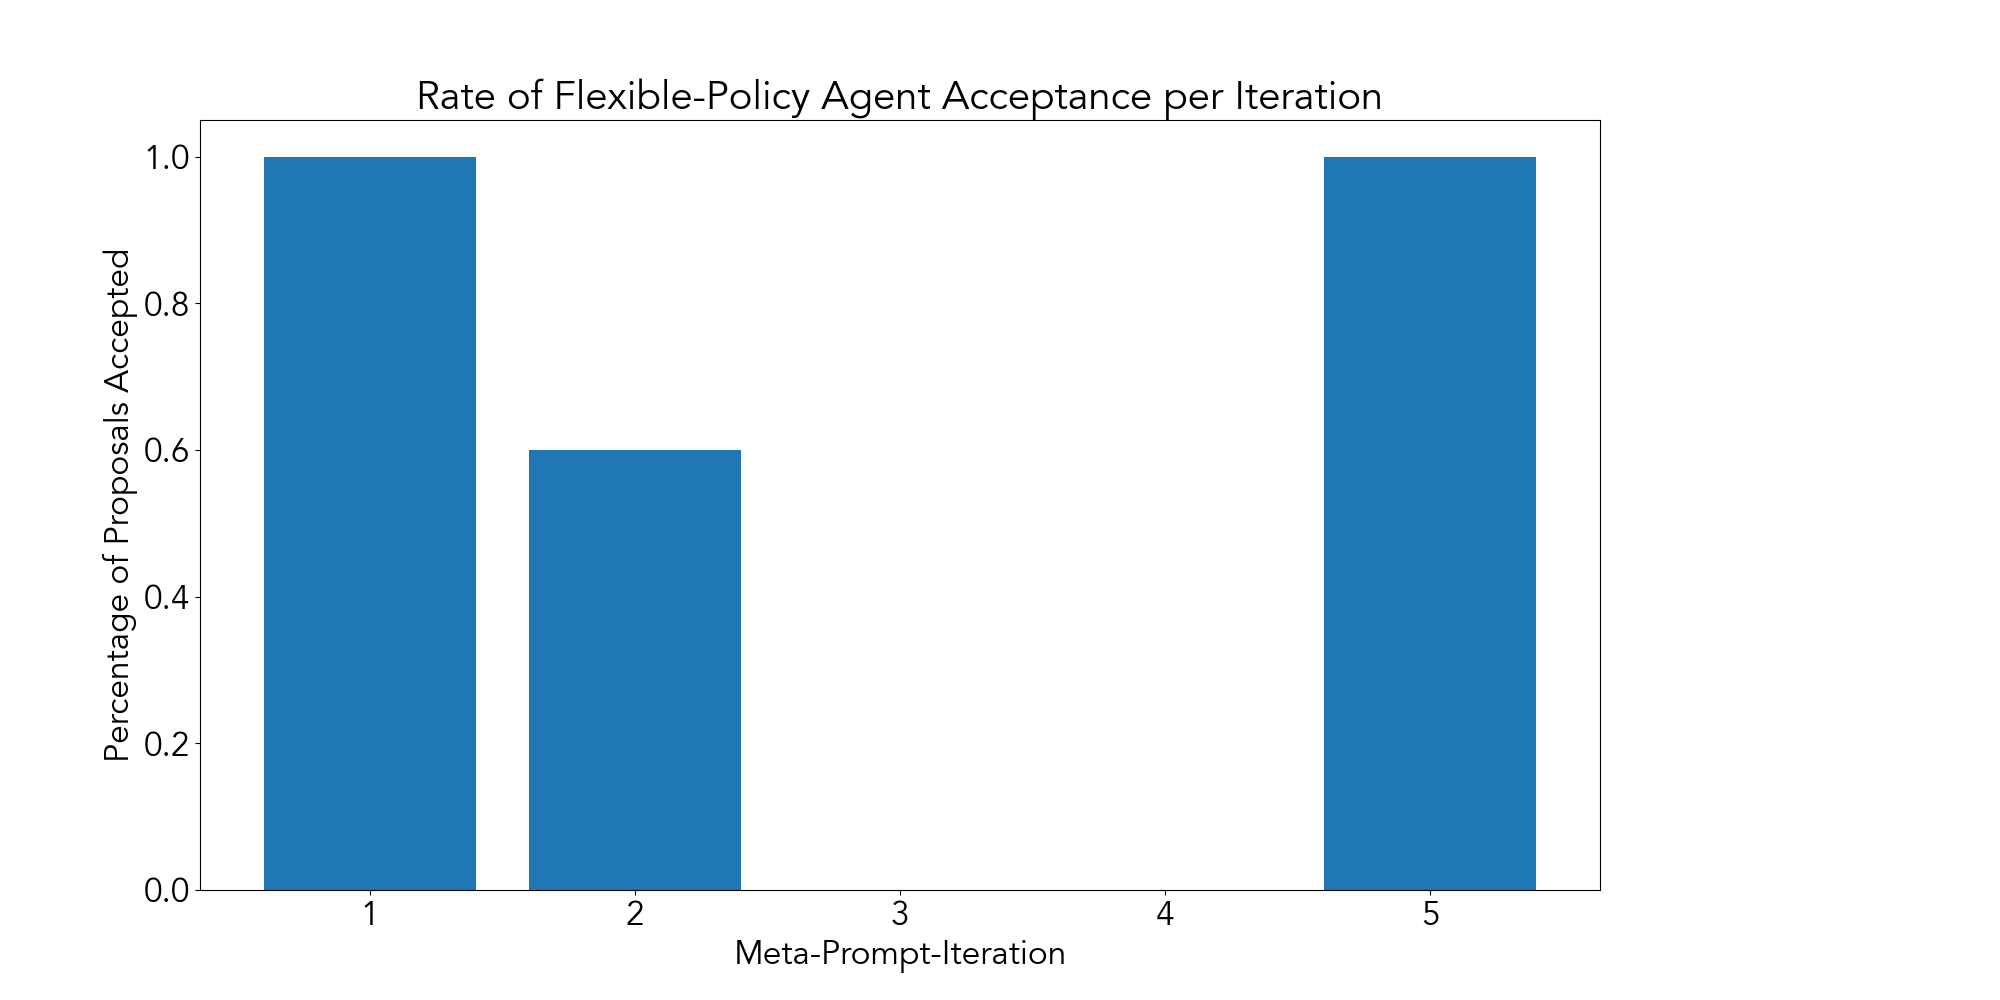 Rate of Flexible-Policy Agent Acceptance per Iteration
Percentage of Proposals Accepted
1.0
0.8
0.6
0.4
0.2
0.0
1 2 3 4 5
Meta-Prompt-Iteration